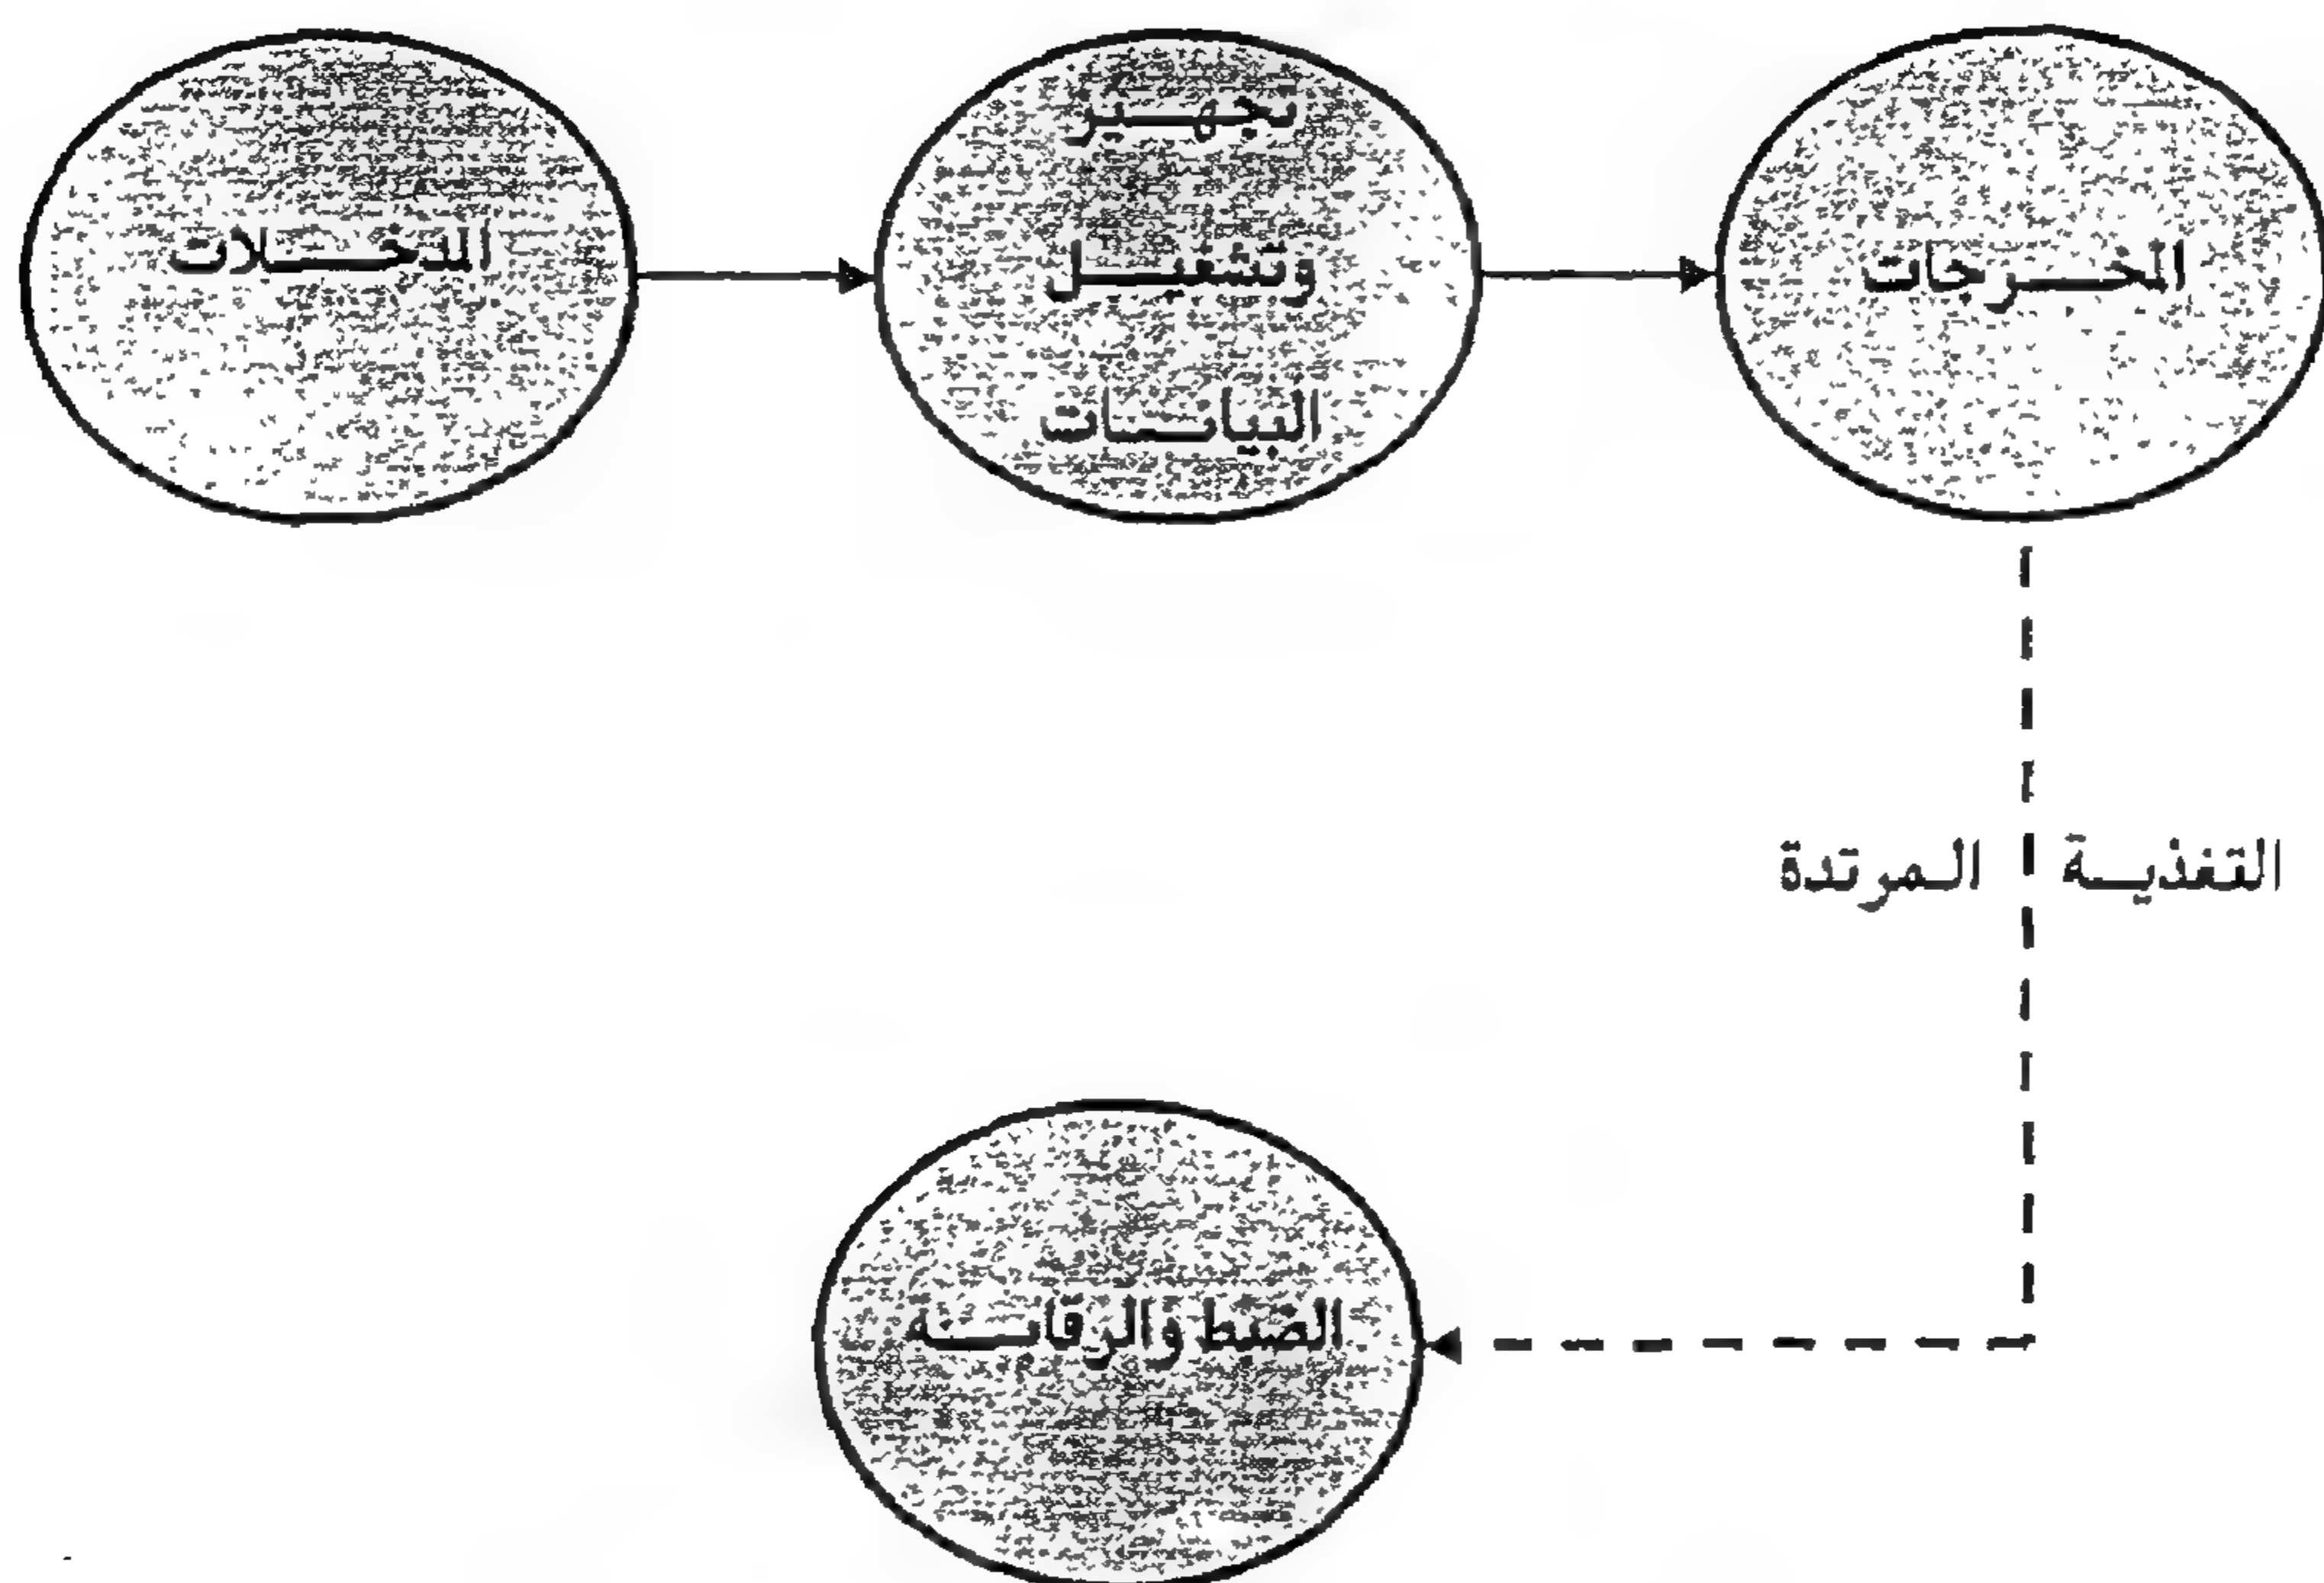 المدخلات
تجهيز
وتشغيل
البيانات
المخرجات
التغذية المرتدة
الضبط والرقابة